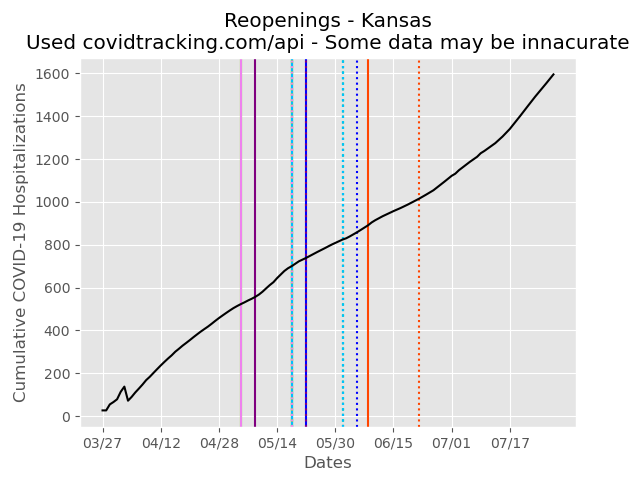 Reopenings - Kansas
Used covidtracking.com/api - Some data may be innacurate
Cumulative COVID-19 Hospitalizations
1600
1400
1200
1000
800
600
400
200
0
03/27 04/12 04/28 05/14 05/30 06/15 07/01 07/17
Dates